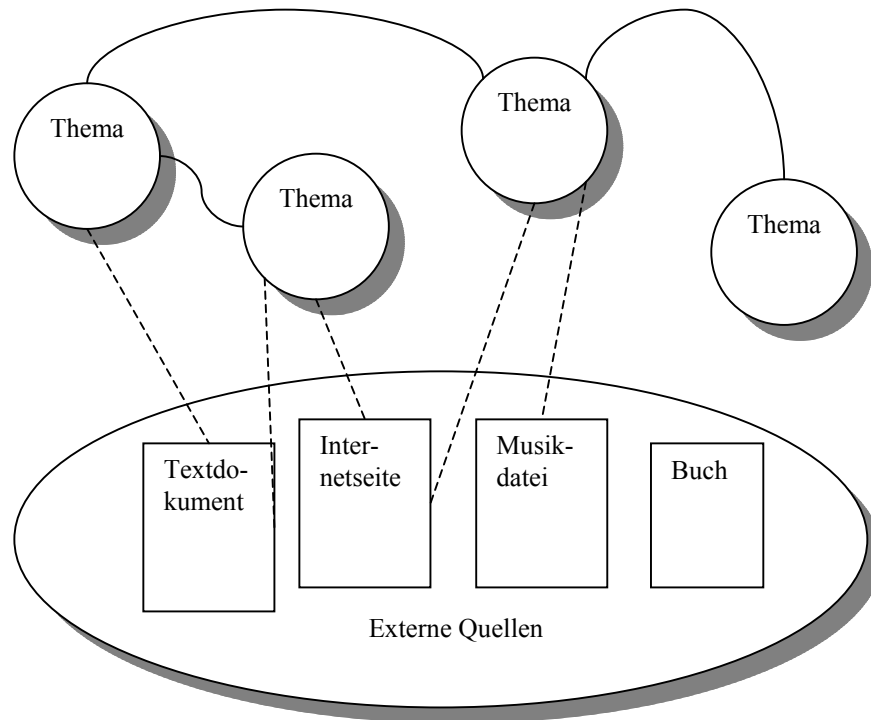 Thema
Thema
Thema
Thema
Textdo-
kument
Inter-
netseite
Musik-
datei
Buch
Externe Quellen